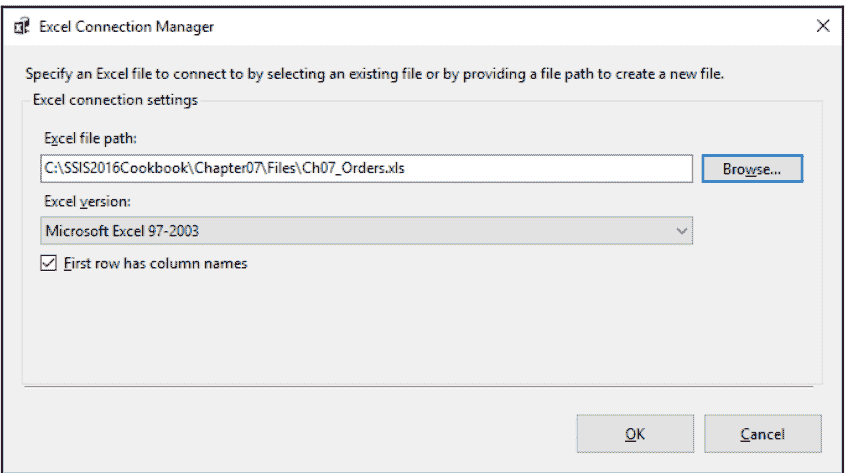 Excel Connection Manager
Specify an Excel file to connect to by selecting an existing file or by providing a file path to create a new file.
Excel connection settings
Excel file path:
C:\SSIS2016Cookbook\Chapter07\Files\Ch07_Orders.xls
Browse...
Excel version:
Microsoft Excel 97-2003
First row has column names
OK
Cancel